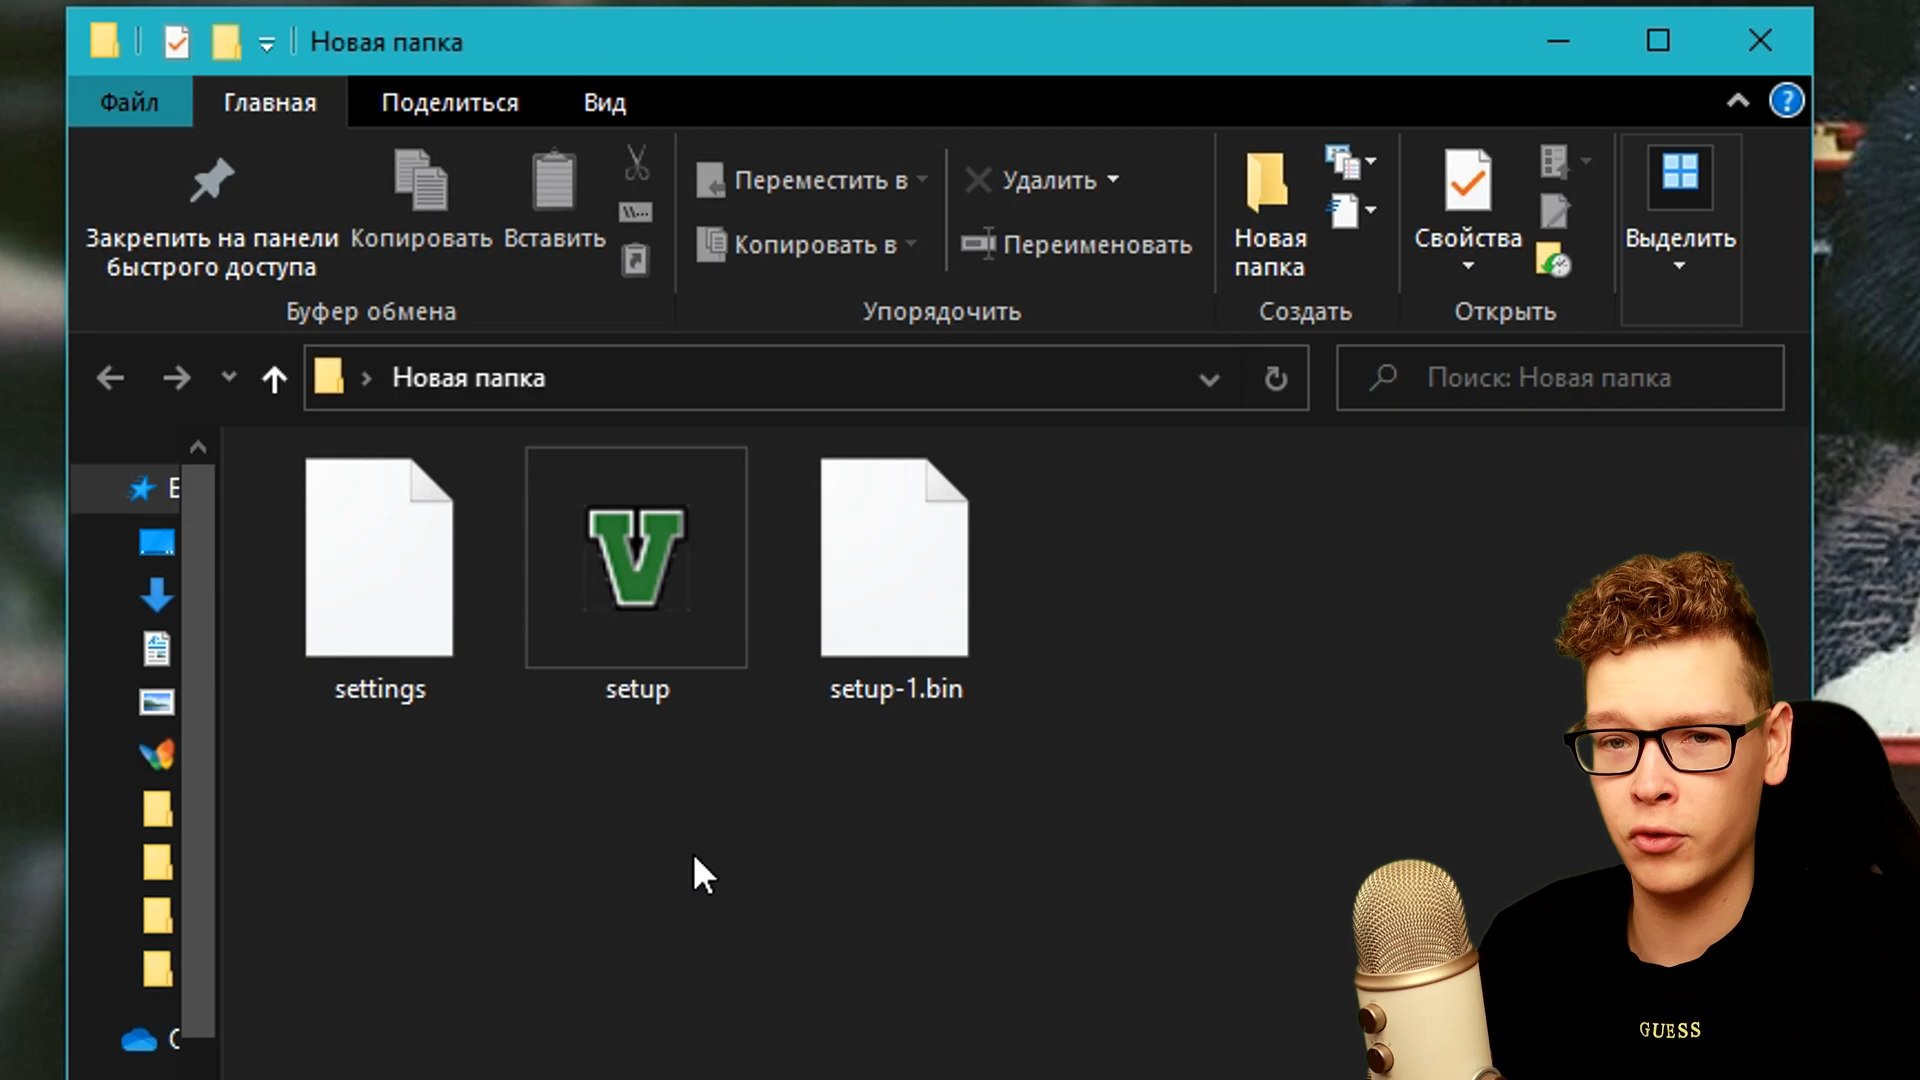 Новая папка
Файл
Главная
Поделиться
Вид
Закрепить на панели
быстрого доступа
Копировать
Вставить
Буфер обмена
Переместить в
Копировать в
Удалить
Переименовать
Упорядочить
Новая
папка
Создать
Свойства
Открыть
Выделить
Новая папка
Поиск: Новая папка
settings
setup
setup-1.bin
V
GUESS